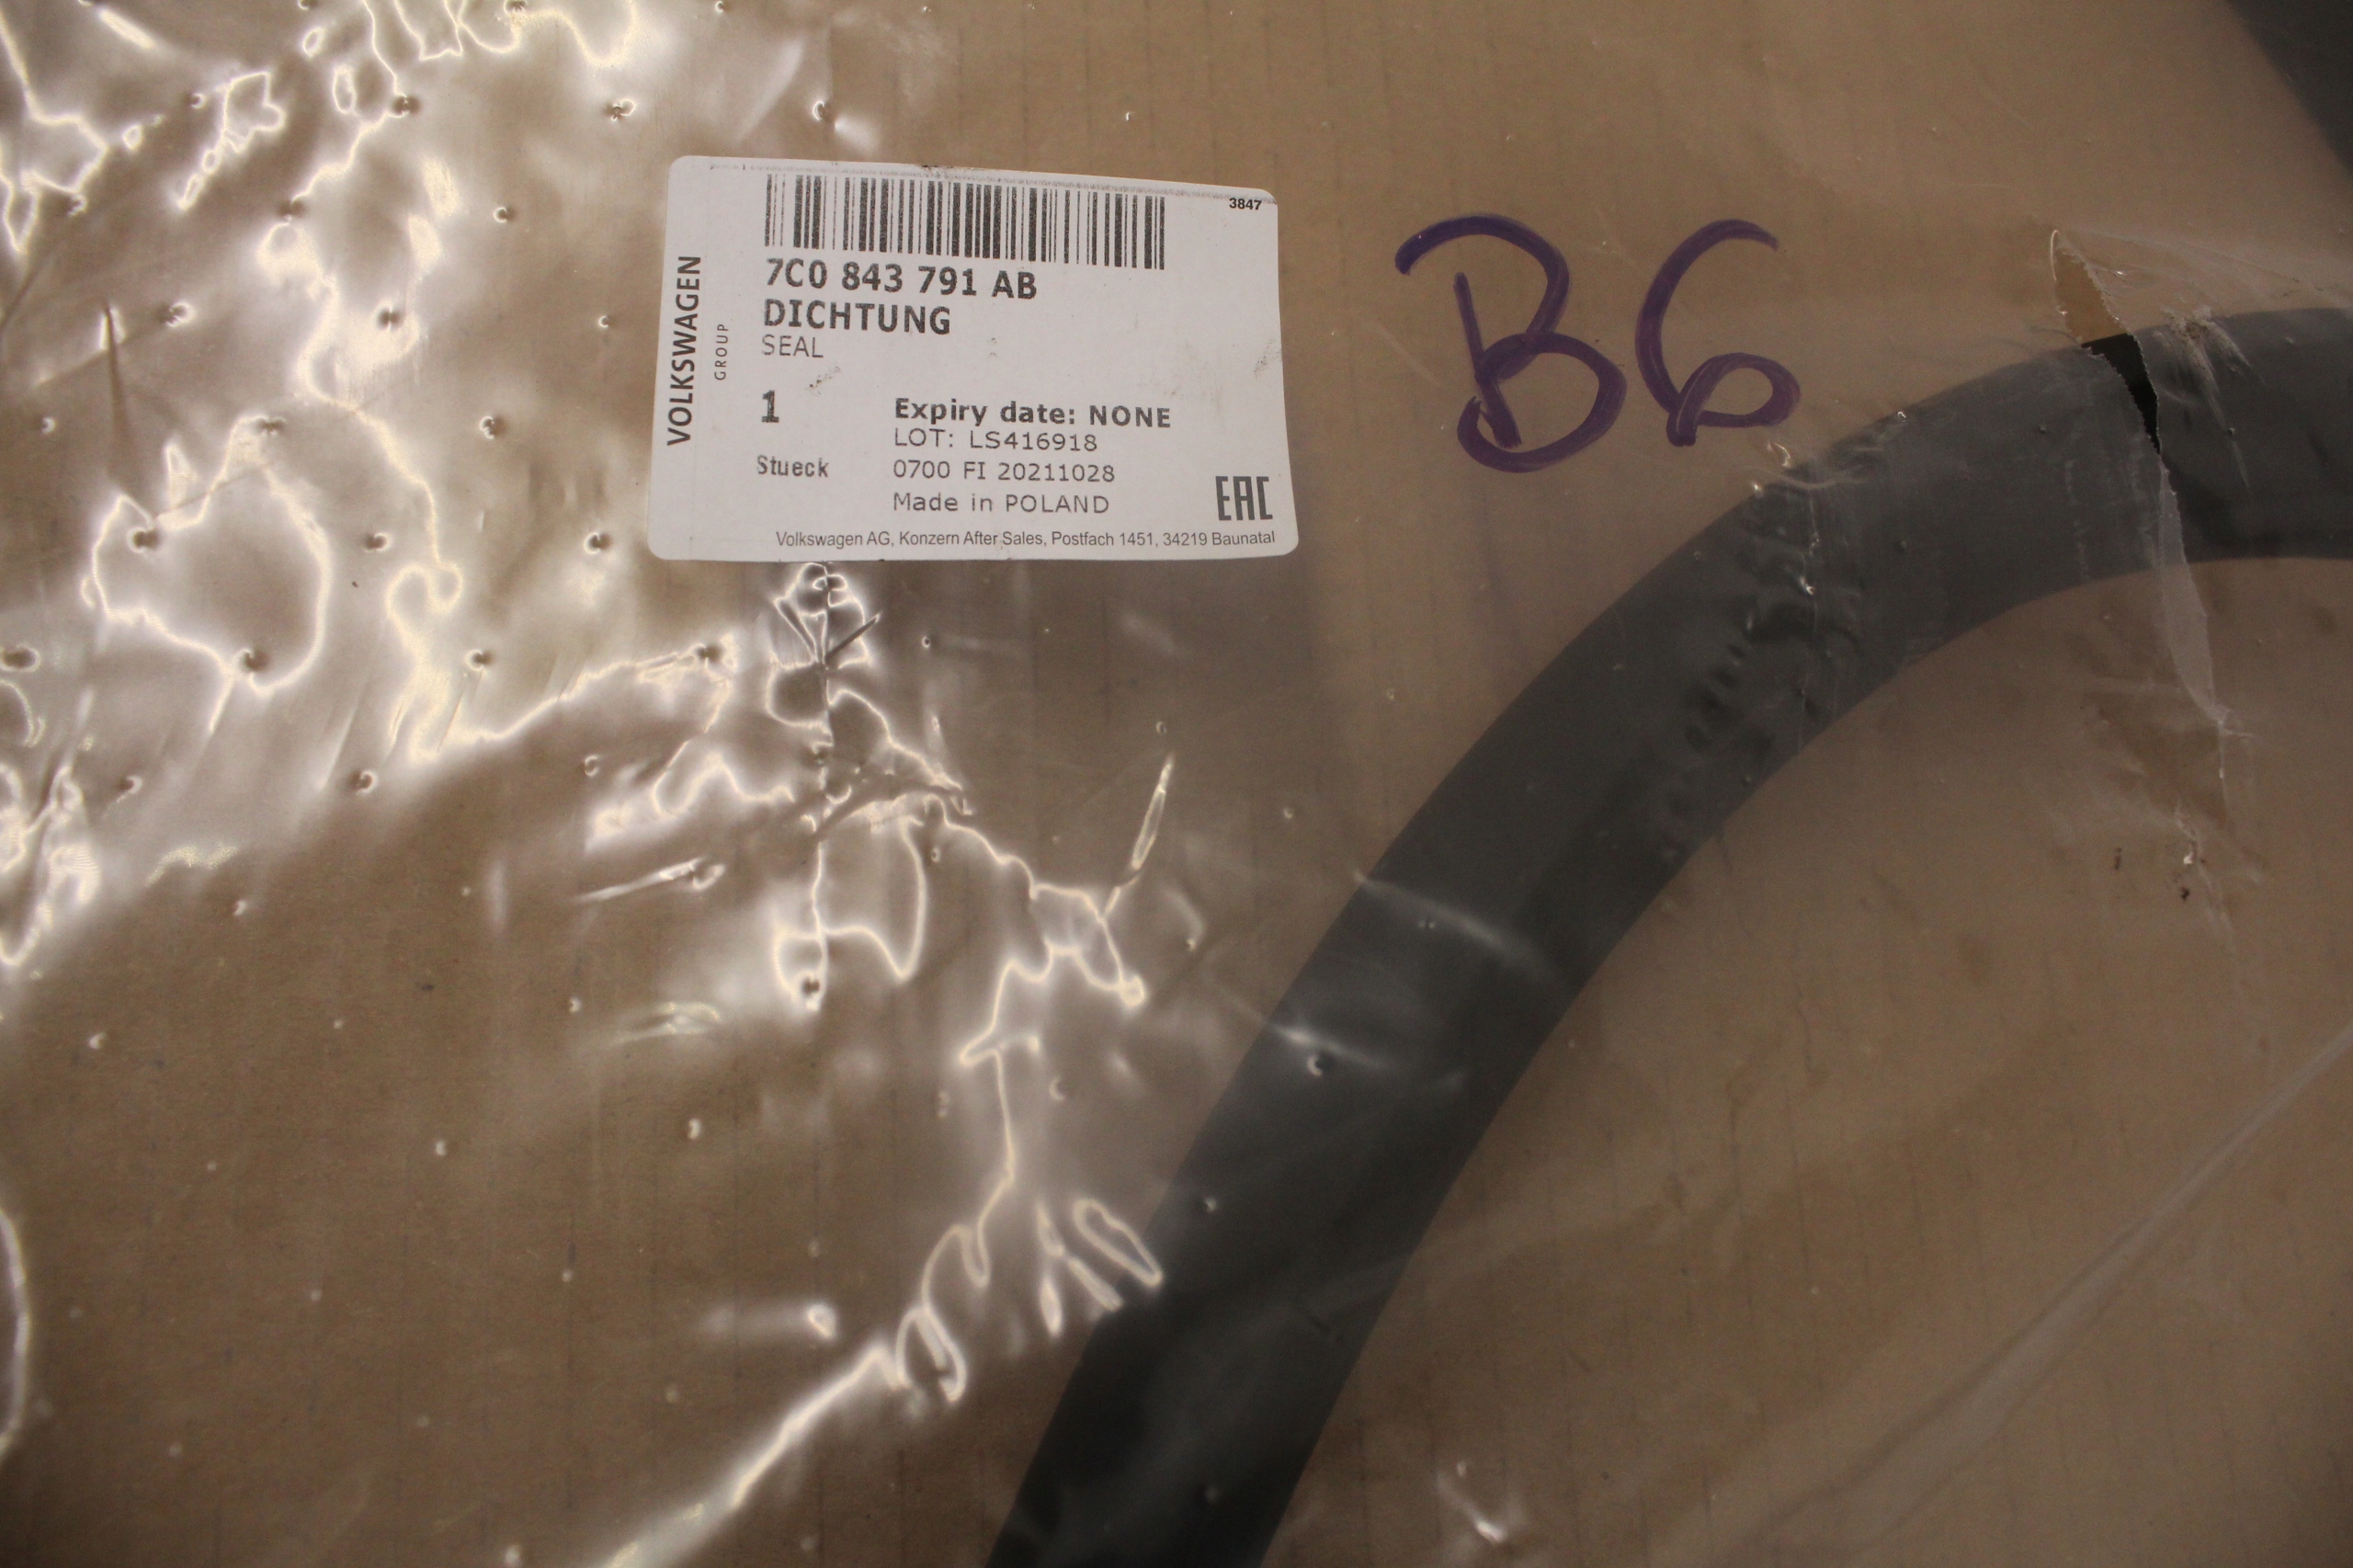 3847
VOLKSWAGEN
GROUP
7C0 843 791 AB
DICHTUNG
SEAL
1
Stueck
Expiry date: NONE
LOT: LS416918
0700 FI 20211028
Made in POLAND
EAC
Volkswagen AG, Konzern After Sales, Postfach 1451, 34219 Baunatal
B6